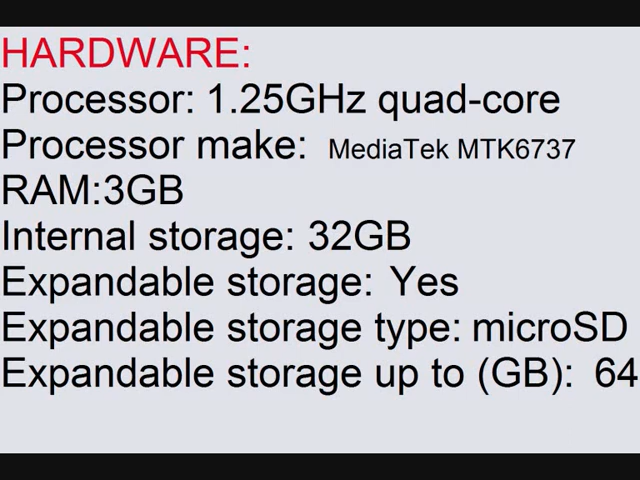 HARDWARE:
Processor: 1.25GHz quad-core
Processor make: MediaTek MTK6737
RAM:3GB
Internal storage: 32GB
Expandable storage: Yes
Expandable storage type: microSD
Expandable storage up to (GB): 64